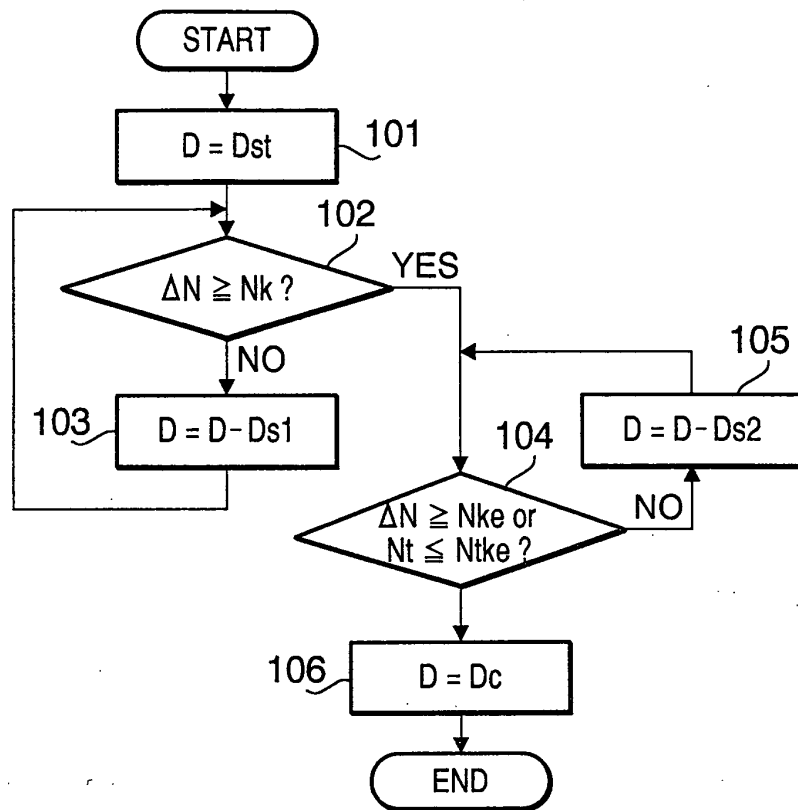 START
D = Dst
101
102
ΔN ≧ Nk ?
YES
NO
103
D = D - Ds1
105
D = D - Ds2
104
ΔN ≧ Nke or
Nt ≦ Ntke ?
NO
106
D = Dc
END